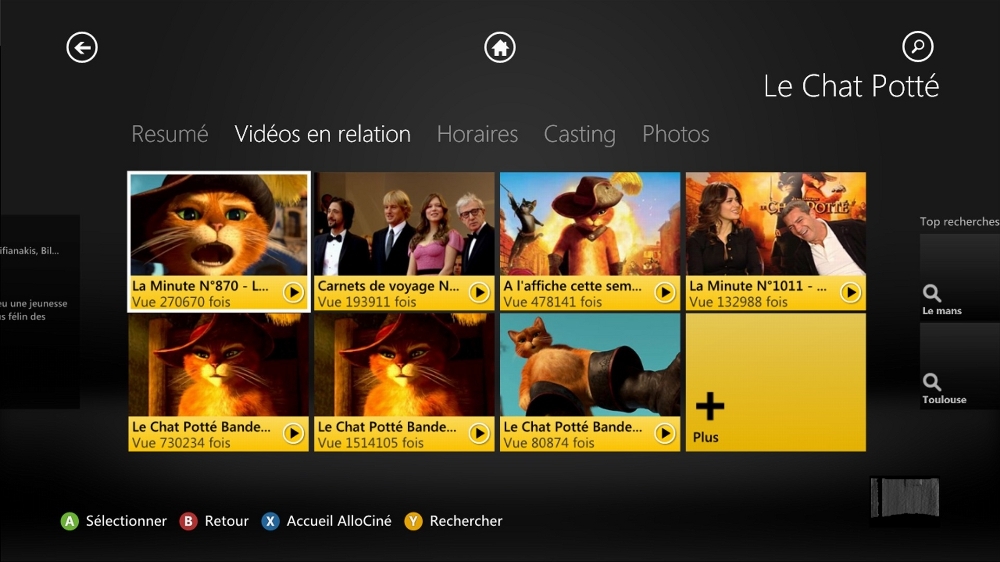 Le Chat Potté
Resumé Vidéos en relation Horaires Casting Photos
ifianakis, Bil...
eu une jeunesse
s félin des
La Minute N°870 - L...
Vue 270670 fois
Carnets de voyage N...
Vue 193911 fois
A l'affiche cette sem...
Vue 478141 fois
CHAT POTTÉ
La Minute N°1011 - ...
Vue 132988 fois
Le Chat Potté Bande...
Vue 730234 fois
Le Chat Potté Bande...
Vue 1514105 fois
Le Chat Potté Bande...
Vue 80874 fois
Plus
Top recherches
Le mans
Toulouse
A Sélectionner B Retour X Accueil AlloCiné Y Rechercher